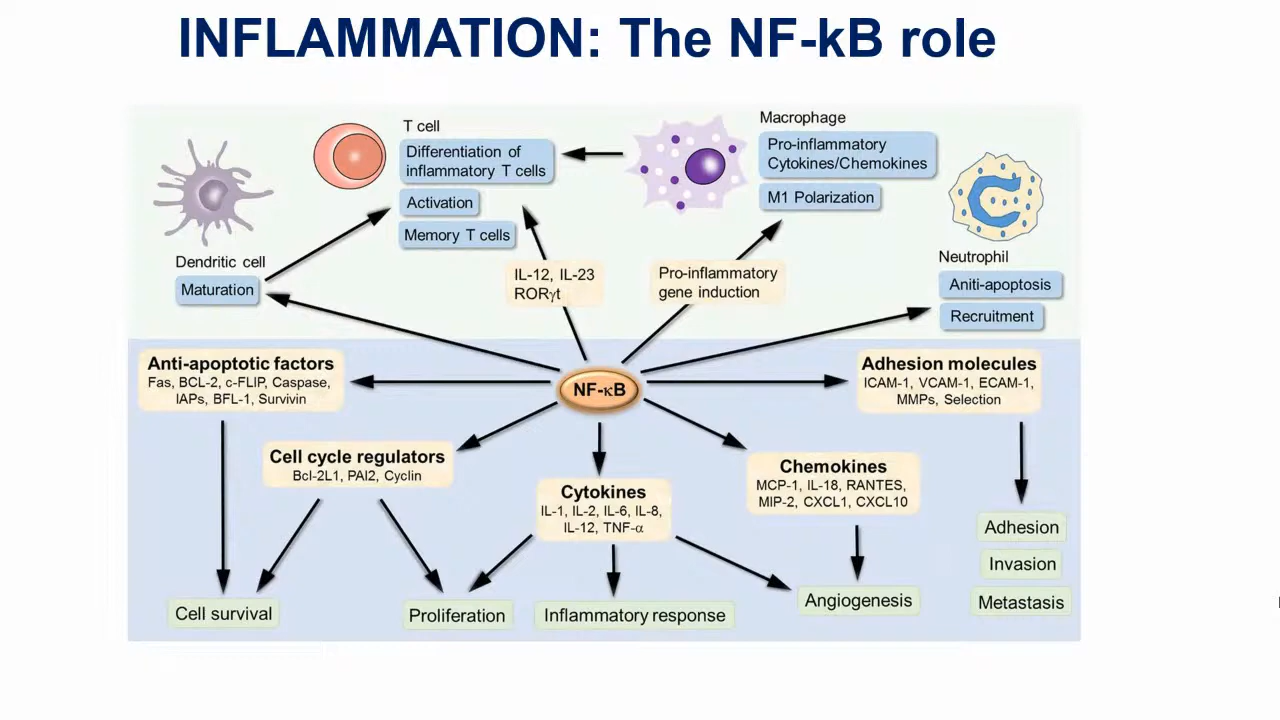 INFLAMMATION: The NF-kB role
T cell
Differentiation of
inflammatory T cells
Activation
Memory T cells
Macrophage
Pro-inflammatory
Cytokines/Chemokines
M1 Polarization
Dendritic cell
Maturation
IL-12, IL-23
RORγt
Pro-inflammatory
gene induction
Neutrophil
Aniti-apoptosis
Recruitment
Anti-apoptotic factors
Fas, BCL-2, c-FLIP, Caspase,
IAPs, BFL-1, Survivin
NF-κB
Adhesion molecules
ICAM-1, VCAM-1, ECAM-1,
MMPs, Selection
Cell cycle regulators
Bcl-2L1, PAI2, Cyclin
Cytokines
IL-1, IL-2, IL-6, IL-8,
IL-12, TNF-α
Chemokines
MCP-1, IL-18, RANTES,
MIP-2, CXCL1, CXCL10
Cell survival
Proliferation
Inflammatory response
Angiogenesis
Adhesion
Invasion
Metastasis